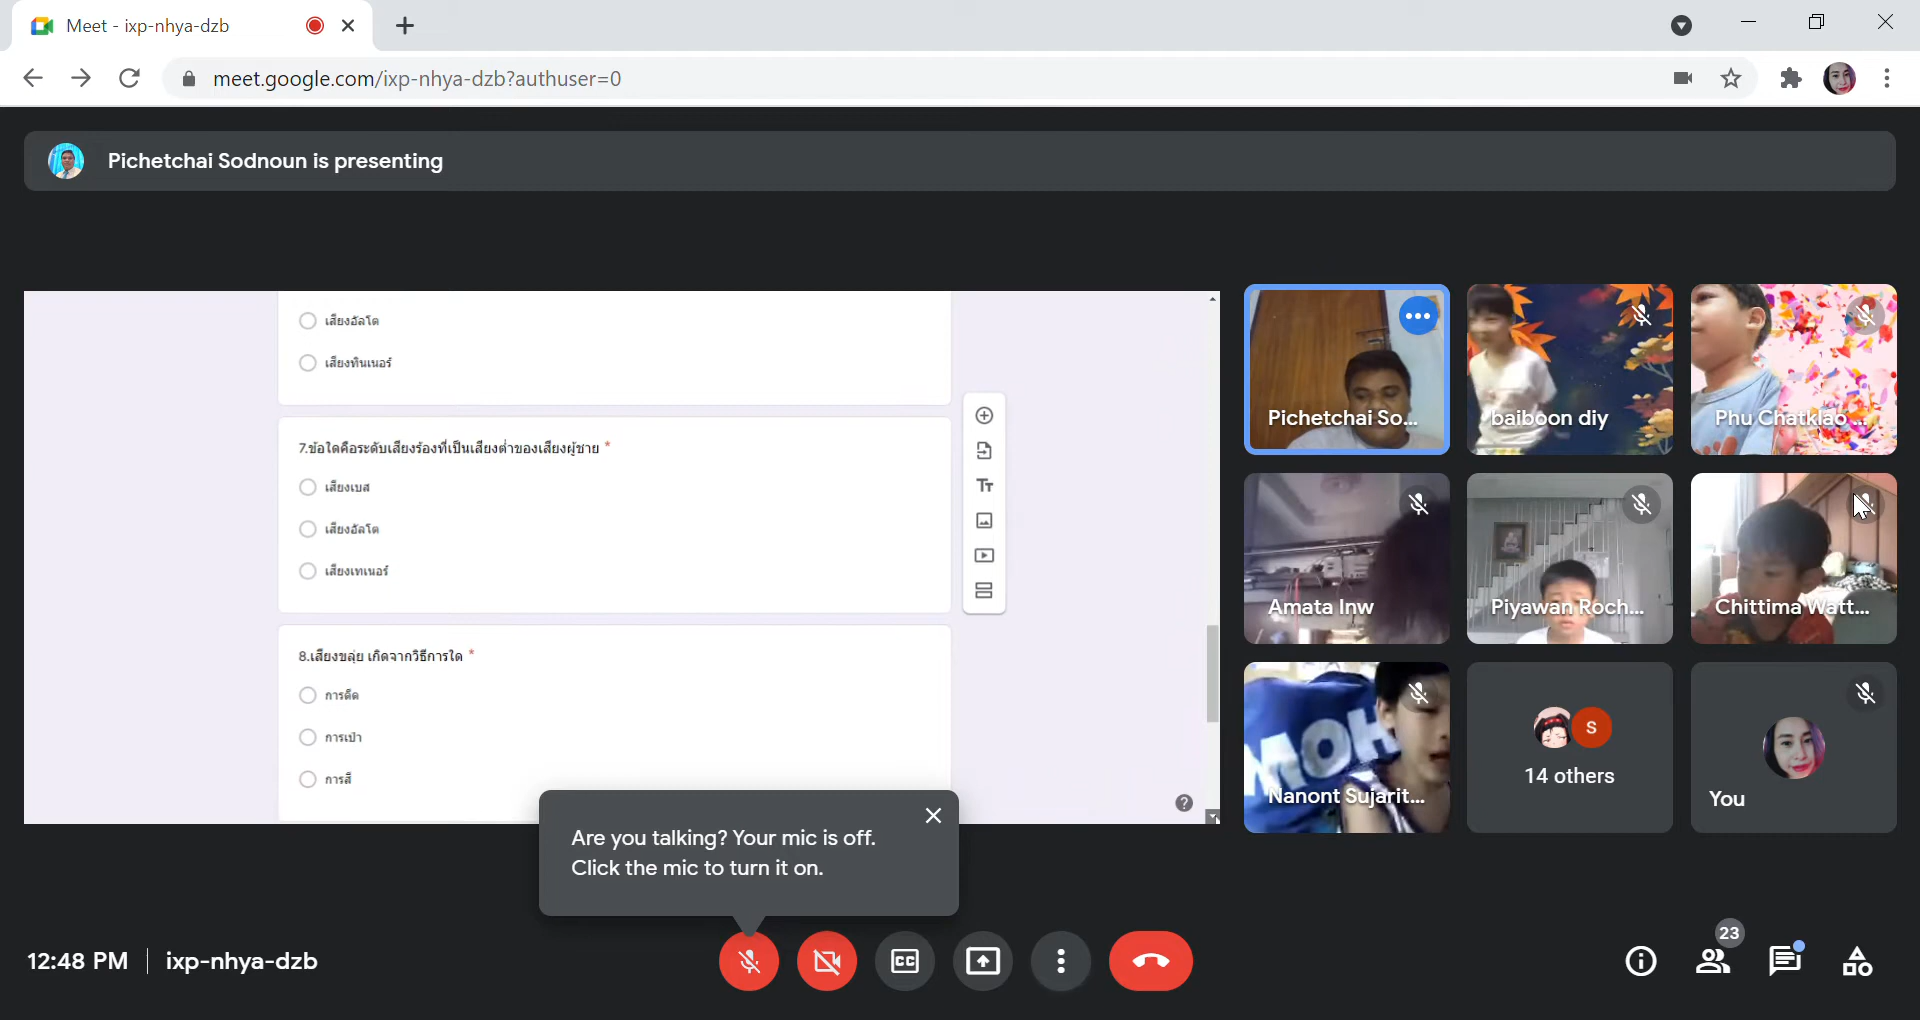 Meet - ixp-nhya-dzb
meet.google.com/ixp-nhya-dzb?authuser=0
Pichetchai Sodnoun is presenting
เสียงอัลโต
เสียงทินเนอร์
7.ข้อใดคือระดับเสียงร้องที่เป็นเสียงต่ำของเสียงผู้ชาย *
เสียงเบส
เสียงอัลโต
เสียงเทเนอร์
8.เสียงขลุ่ย เกิดจากวิธีการใด *
การดีด
การเป่า
การสี
Tт
Pichetchai So...
baiboon diy
Phu Chatklao ...
Amata Inw
Piyawan Roch...
Chittima Watt...
MOH
Nanont Sujarit...
S
14 others
You
Are you talking? Your mic is off.
Click the mic to turn it on.
12:48 PM
ixp-nhya-dzb
CC
23